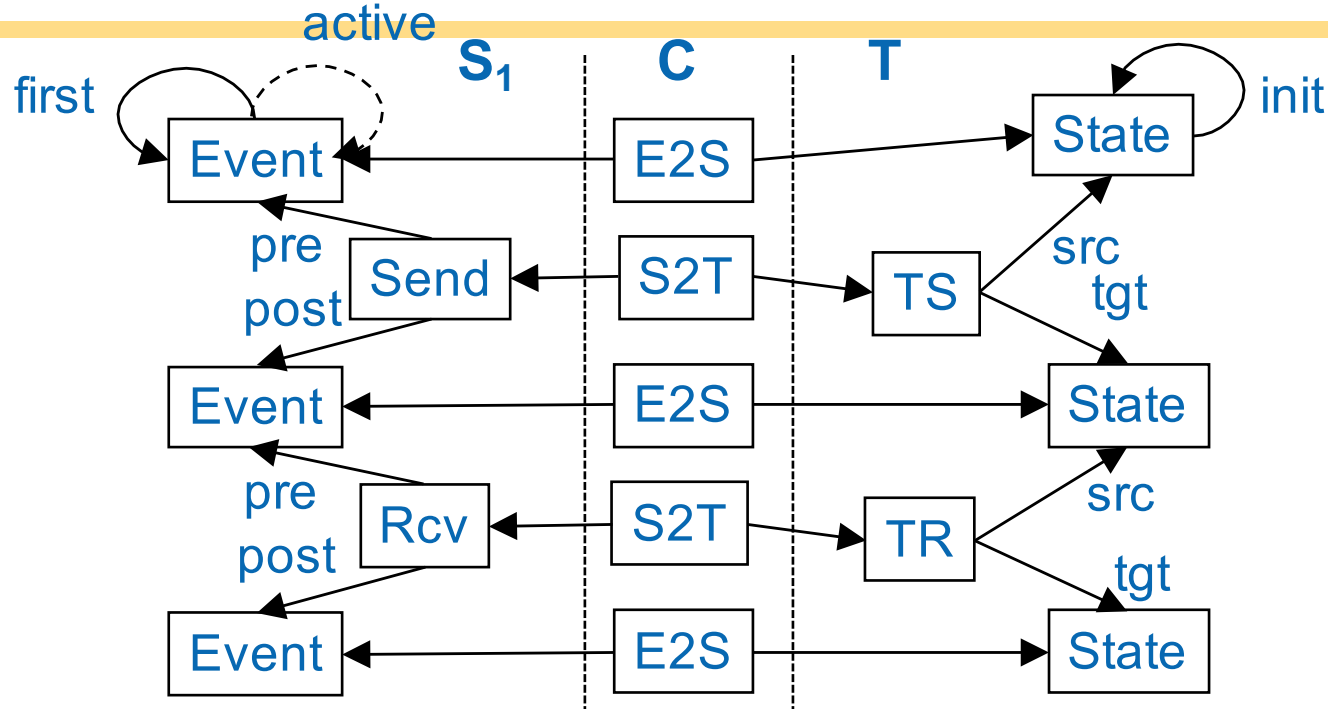 active
S₁ C T
first init
Event E2S State
pre src
Send S2T TS tgt
post
Event E2S State
pre src
Rcv S2T TR
post tgt
Event E2S State